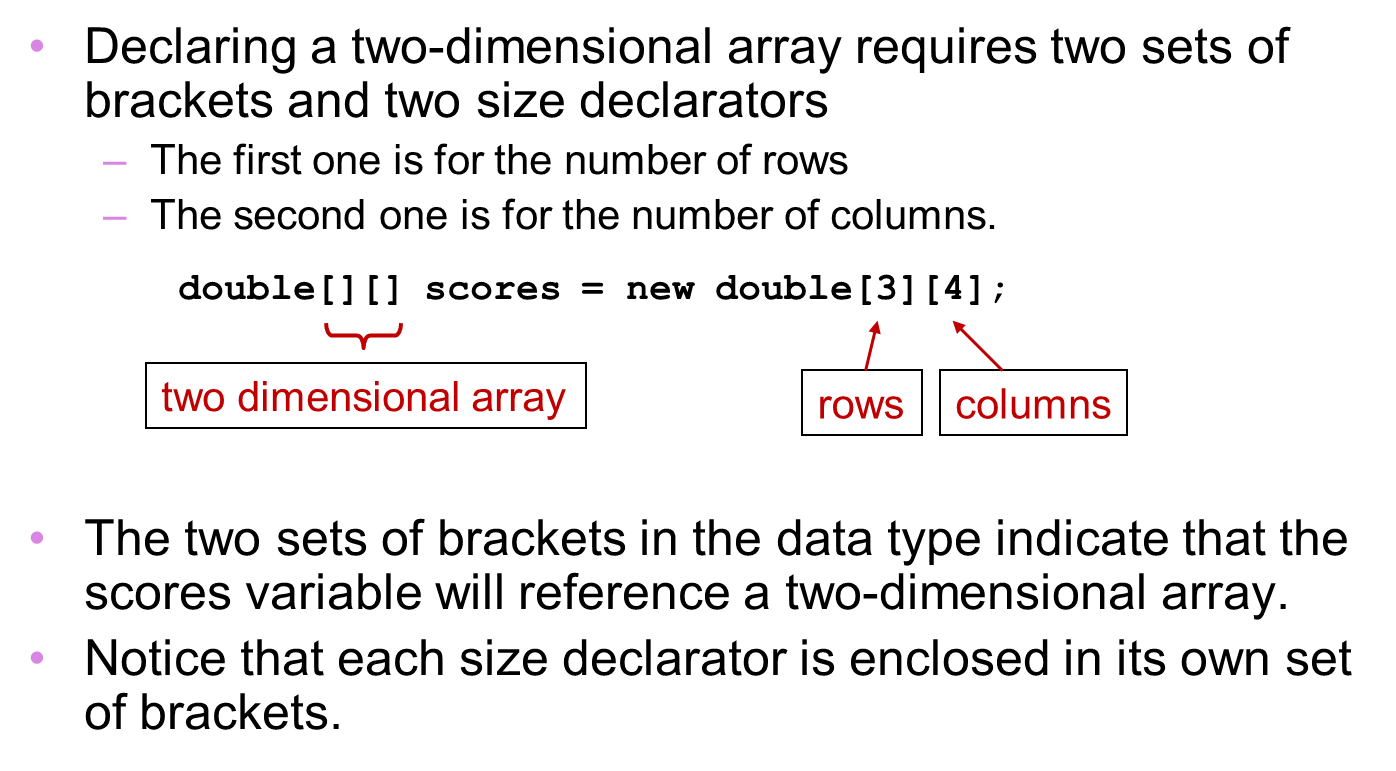 • Declaring a two-dimensional array requires two sets of
brackets and two size declarators
– The first one is for the number of rows
– The second one is for the number of columns.
double[][] scores = new double[3][4];
two dimensional array
rows
columns
• The two sets of brackets in the data type indicate that the
scores variable will reference a two-dimensional array.
• Notice that each size declarator is enclosed in its own set
of brackets.